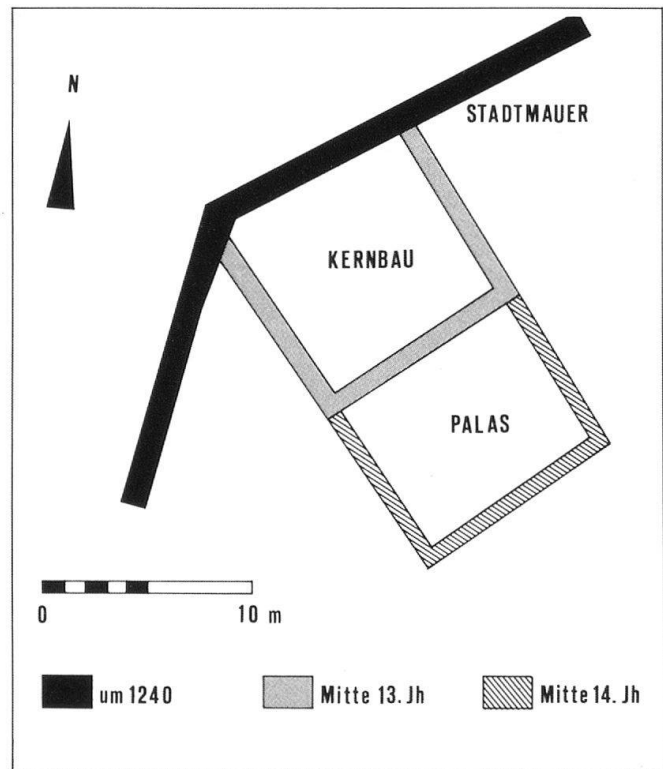 N
STADTMAUER
KERNBAU
PALAS
0 10 m
um 1240 Mitte 13. Jh Mitte 14. Jh